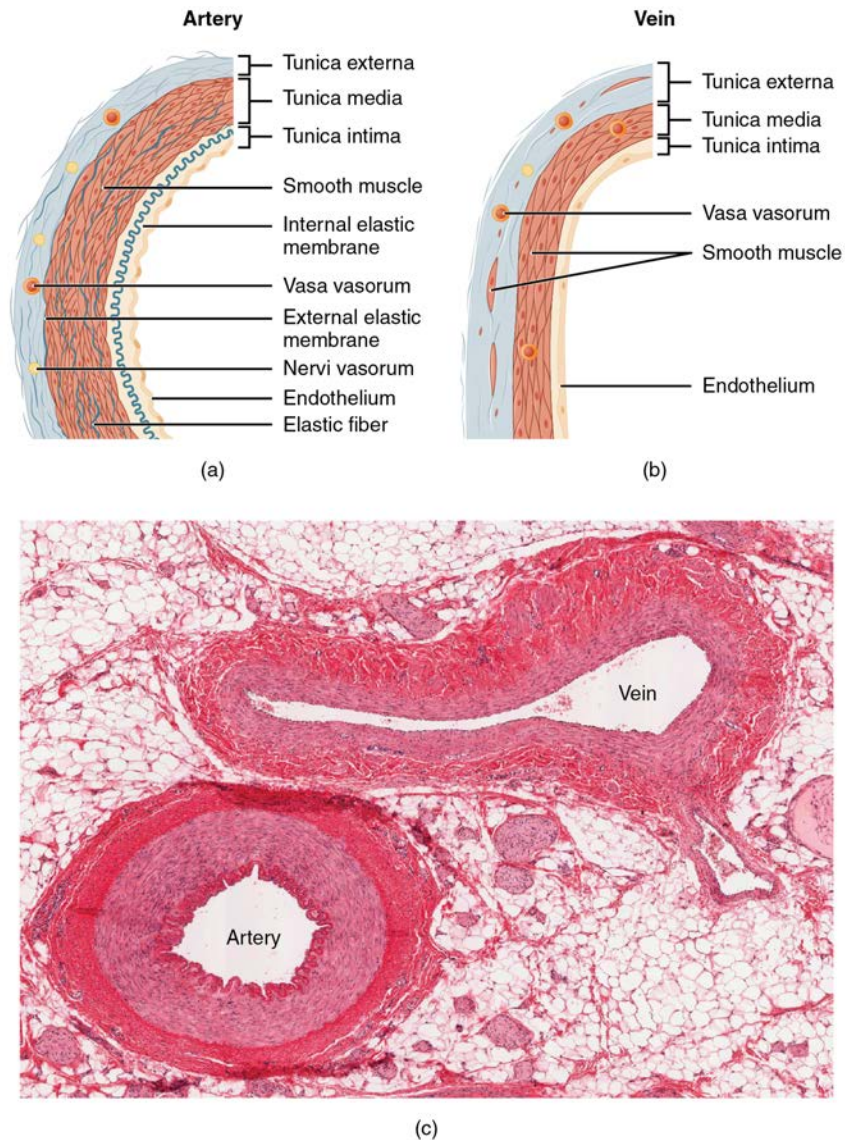 Artery
Tunica externa
Tunica media
Tunica intima
Smooth muscle
Internal elastic
membrane
Vasa vasorum
External elastic
membrane
Nervi vasorum
Endothelium
Elastic fiber
(a)
Vein
Tunica externa
Tunica media
Tunica intima
Vasa vasorum
Smooth muscle
Endothelium
(b)
Vein
Artery
(c)